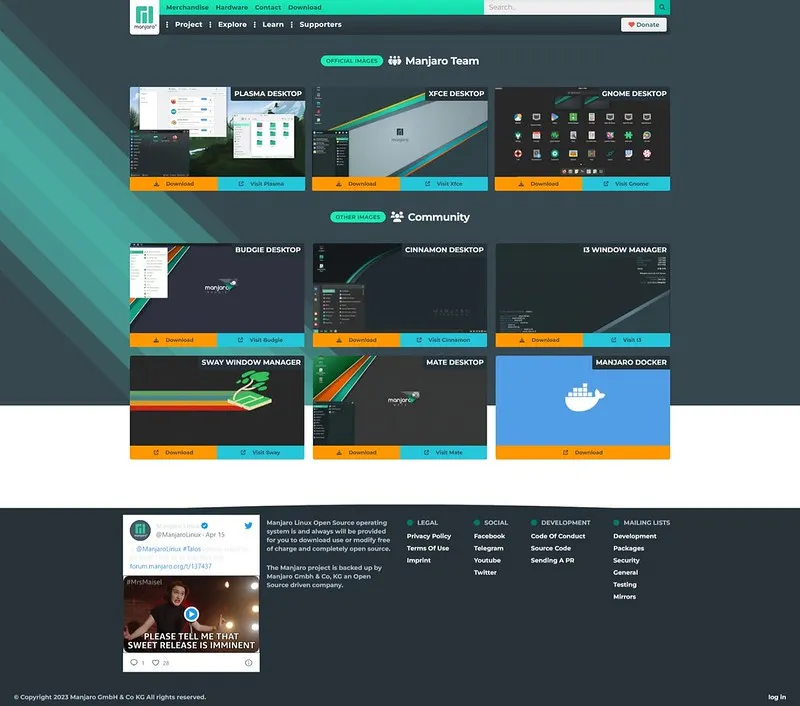 Merchandise Hardware Contact Download
Search...
manjaro
Project Explore Learn Supporters
Donate
OFFICIAL IMAGES Manjaro Team
PLASMA DESKTOP
XFCE DESKTOP
GNOME DESKTOP
manjaro
Download Visit Plasma
Download Visit Xfce
Download Visit Gnome
OTHER IMAGES Community
BUDGIE DESKTOP
CINNAMON DESKTOP
I3 WINDOW MANAGER
manjaro
Download Visit Budgie
Download Visit Cinnamon
Download Visit I3
SWAY WINDOW MANAGER
MATE DESKTOP
MANJARO DOCKER
manjaro
Download Visit Sway
Download Visit Mate
Download
@ManjaroLinux · Apr 15
@ManjaroLinux #Talos
forum.manjaro.org/t/137437
#MrsMaisel
PLEASE TELL ME THAT
SWEET RELEASE IS IMMINENT
1 28
Manjaro Linux Open Source operating
system is and always will be provided
for you to download use or modify free
of charge and completely open source.
The Manjaro project is backed up by
Manjaro Gmbh & Co, KG an Open
Source driven company.
LEGAL
Privacy Policy
Terms Of Use
Imprint
SOCIAL
Facebook
Telegram
Youtube
Twitter
DEVELOPMENT
Code Of Conduct
Source Code
Sending A PR
MAILING LISTS
Development
Packages
Security
General
Testing
Mirrors
© Copyright 2023 Manjaro GmbH & Co KG All rights reserved.
log in